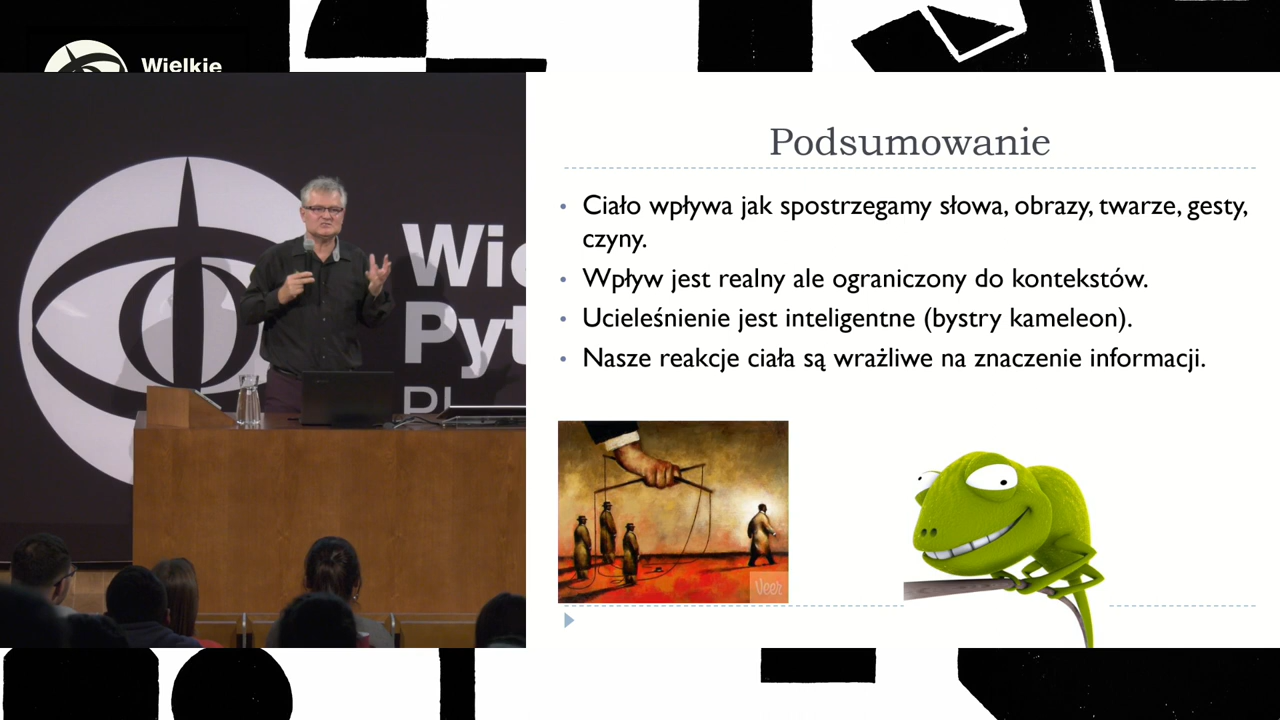 Wielkie
Wie
Pyt
Podsumowanie
• Ciało wpływa jak spostrzegamy słowa, obrazy, twarze, gesty,
czyny.
• Wpływ jest realny ale ograniczony do kontekstów.
• Ucieleśnienie jest inteligentne (bystry kameleon).
• Nasze reakcje ciała są wrażliwe na znaczenie informacji.
Veer